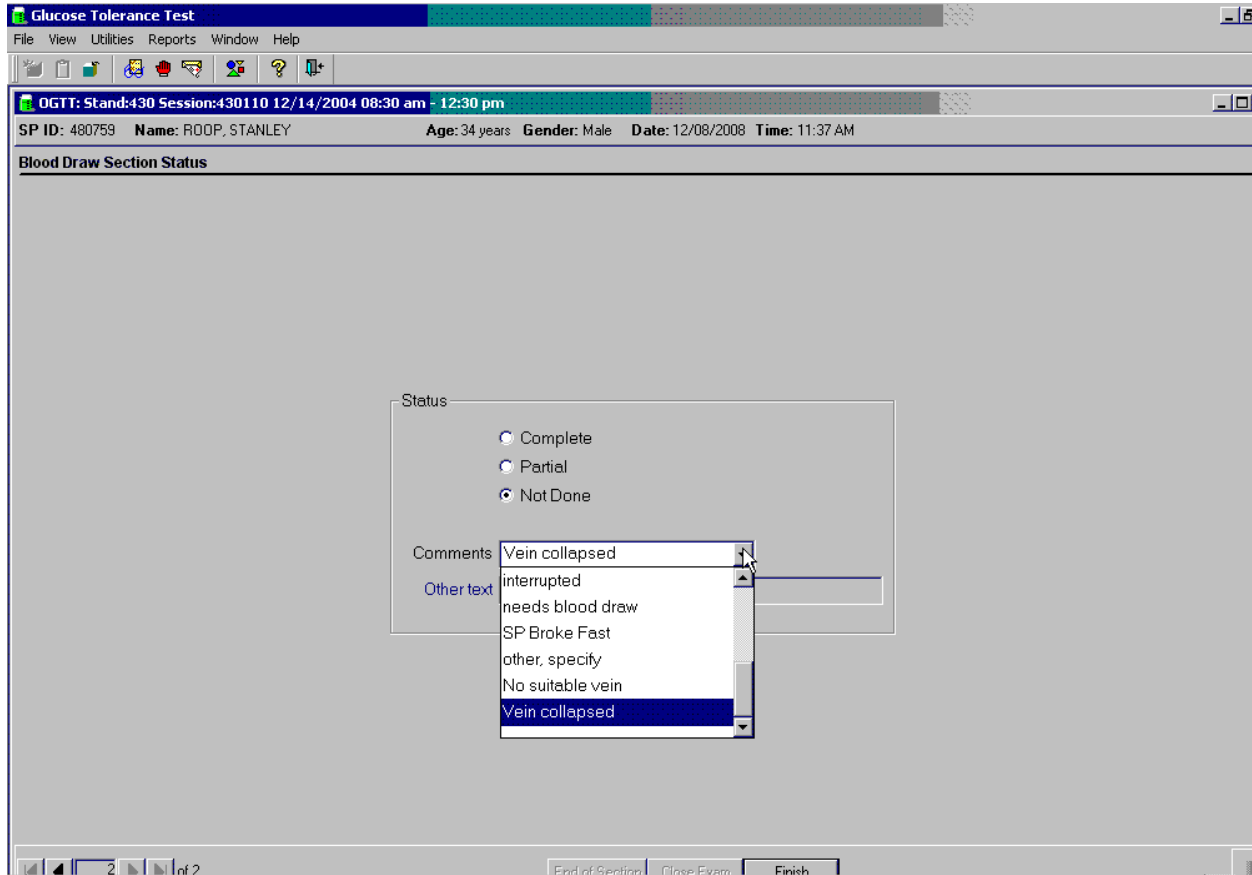 Glucose Tolerance Test
File View Utilities Reports Window Help
OGTT: Stand:430 Session:430110 12/14/2004 08:30 am - 12:30 pm
SP ID: 480759 Name: ROOP, STANLEY Age: 34 years Gender: Male Date: 12/08/2008 Time: 11:37 AM
Blood Draw Section Status
Status
Complete
Partial
Not Done
Comments Vein collapsed
Other text
interrupted
needs blood draw
SP Broke Fast
other, specify
No suitable vein
Vein collapsed
2 of 2 End of Section Close Exam Finish